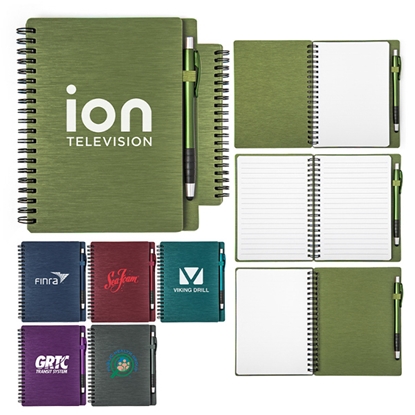 ion
TELEVISION
FINRA
Sea Foam
VIKING DRILL
GRTC
TRANSIT SYSTEM